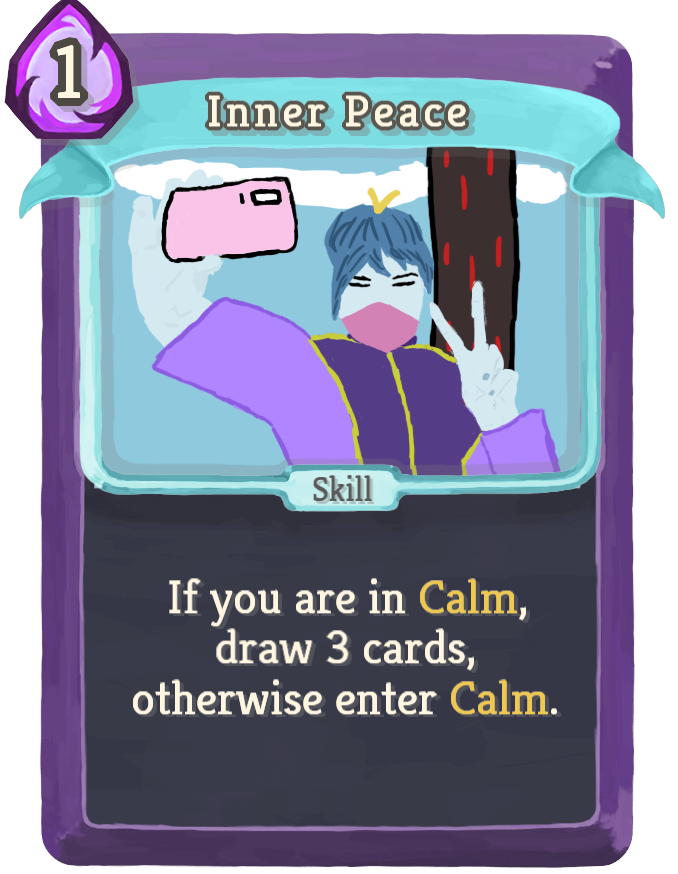 1
Inner Peace
Skill
If you are in Calm,
draw 3 cards,
otherwise enter Calm.